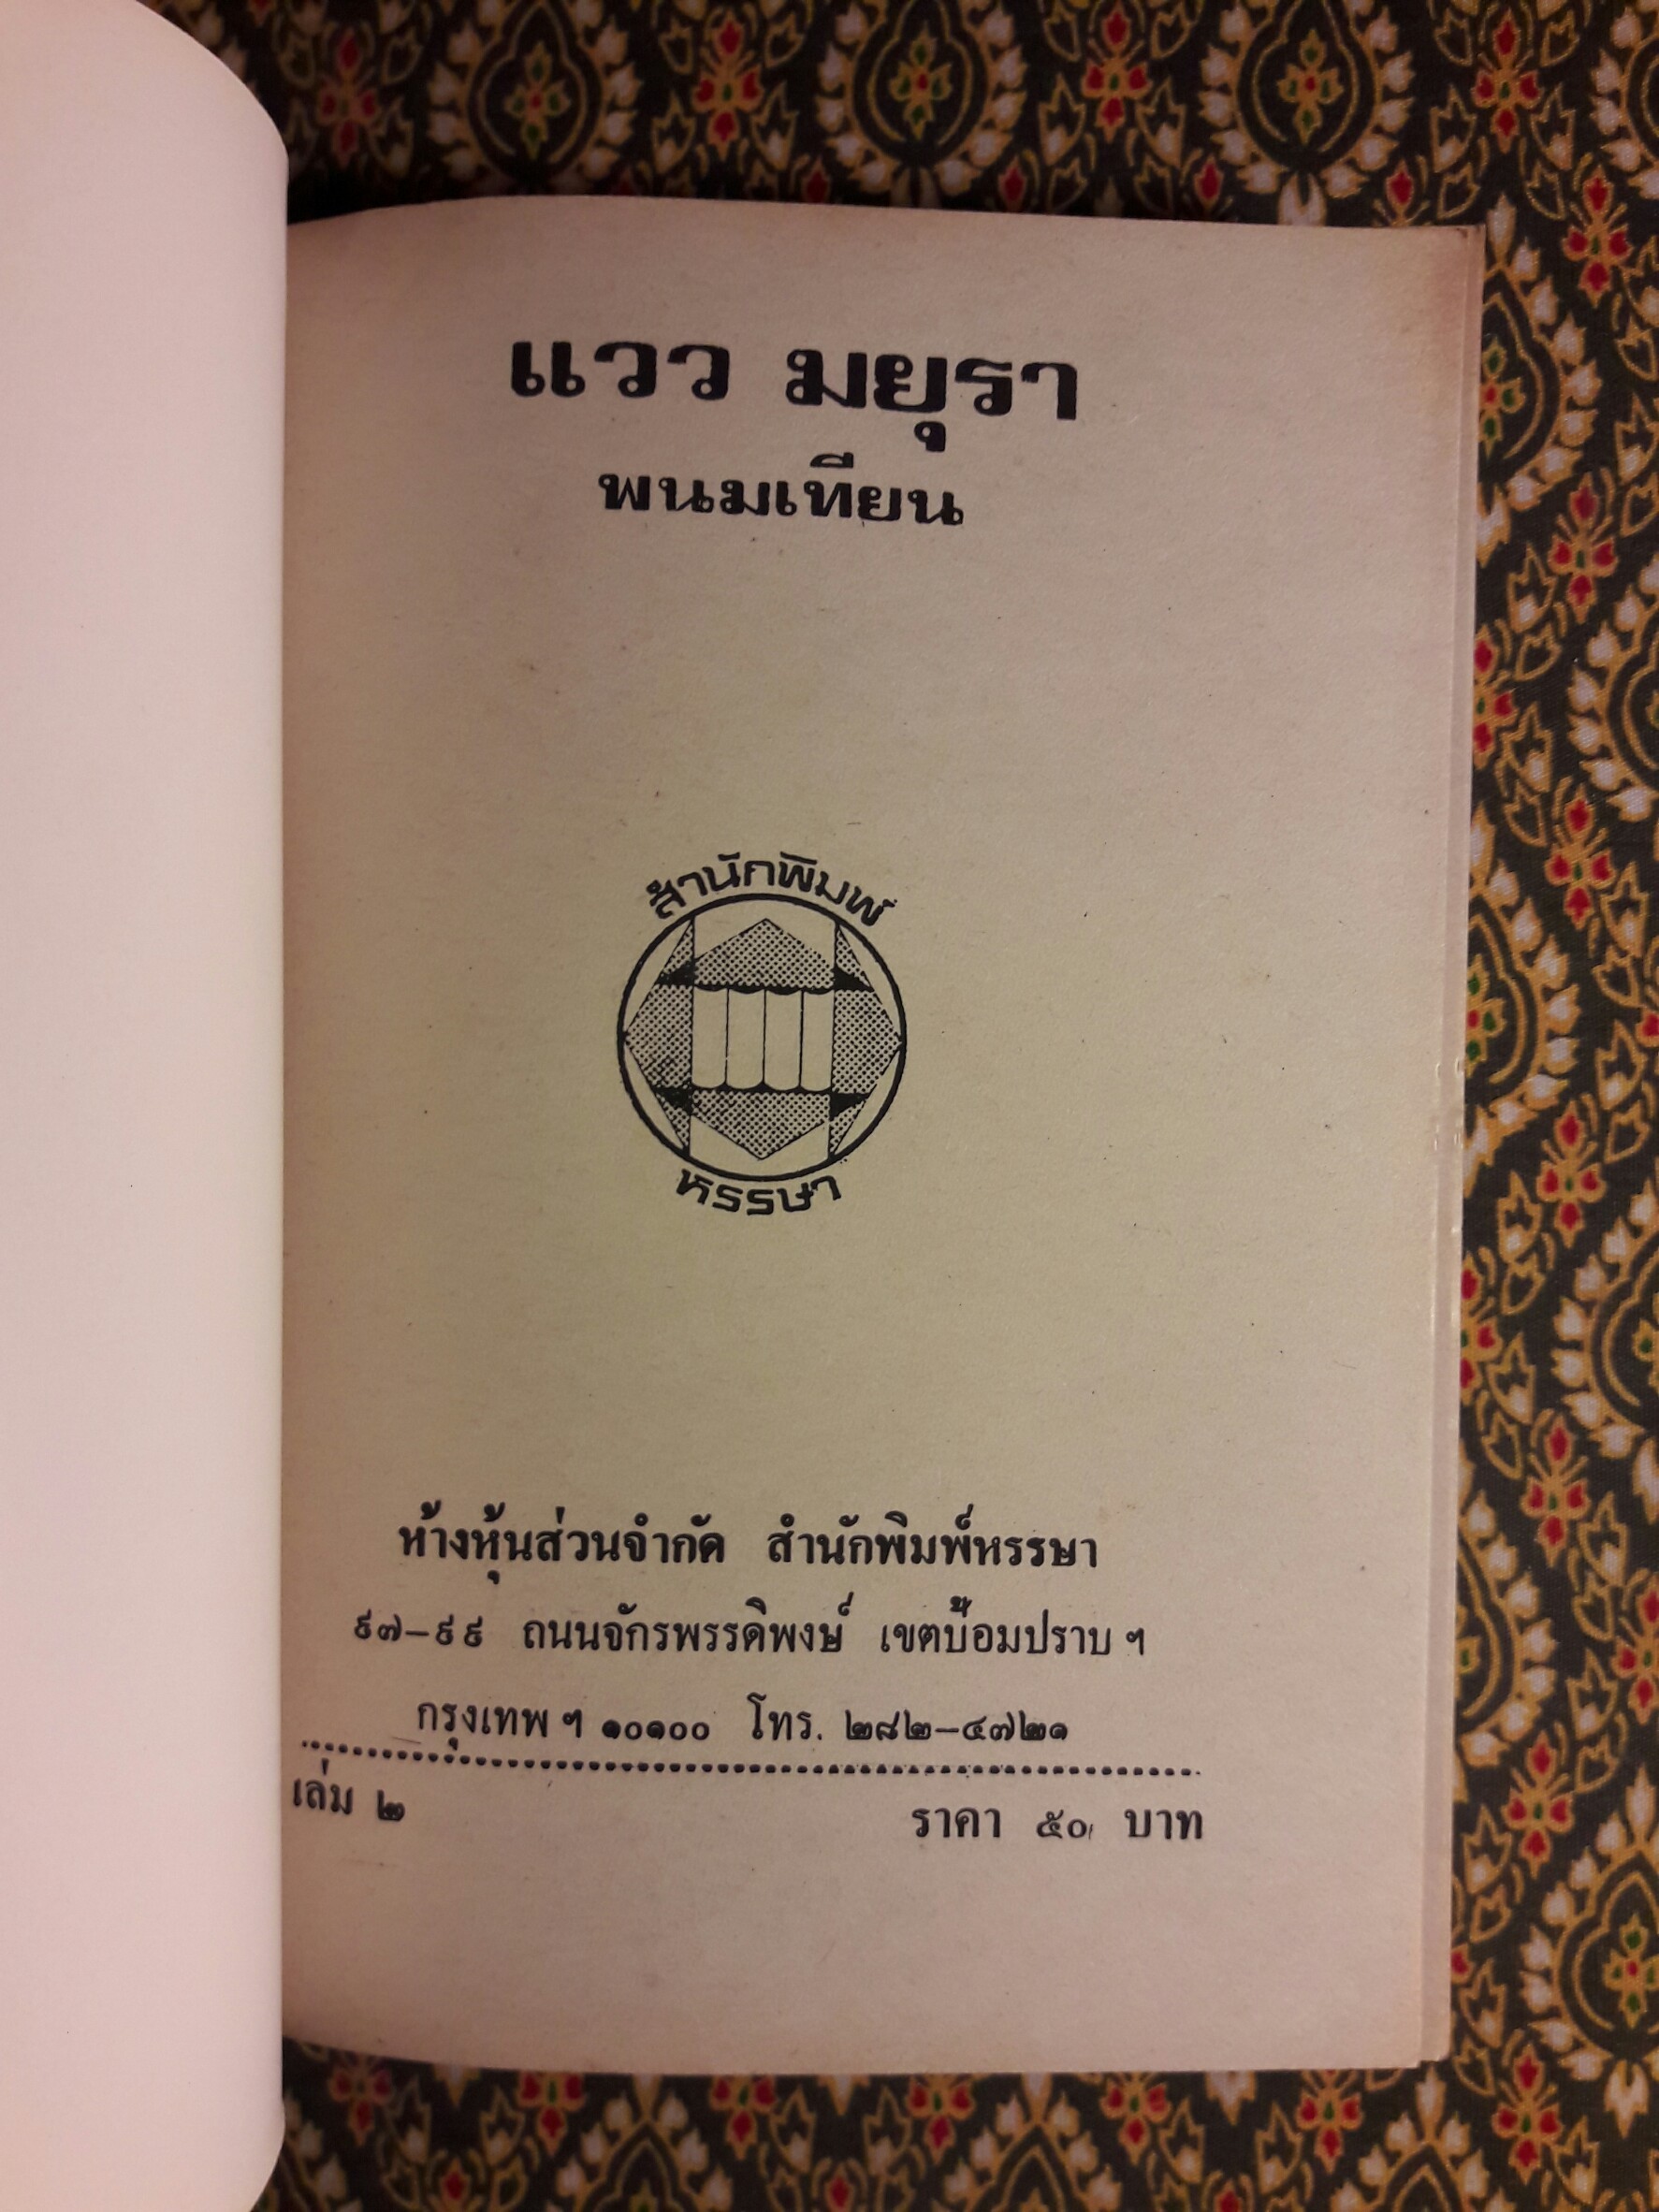 แวว มยุรา
พนมเทียน
สำนักพิมพ์
หรรษา
ห้างหุ้นส่วนจำกัด สำนักพิมพ์หรรษา
๙๗–๙๙ ถนนจักรพรรดิพงษ์ เขตป้อมปราบ ฯ
กรุงเทพ ฯ ๑๐๑๐๐ โทร. ๒๘๒–๔๗๒๑
เล่ม ๒ ราคา ๕๐ บาท